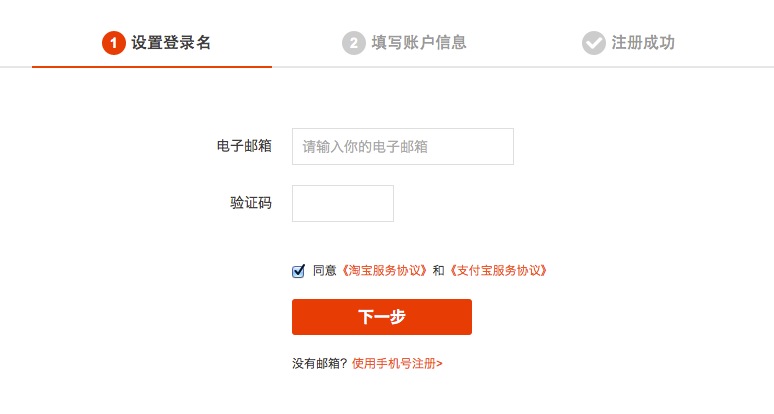 1 设置登录名
2 填写账户信息
注册成功
电子邮箱 请输入你的电子邮箱
验证码
同意《淘宝服务协议》和《支付宝服务协议》
下一步
没有邮箱? 使用手机号注册>